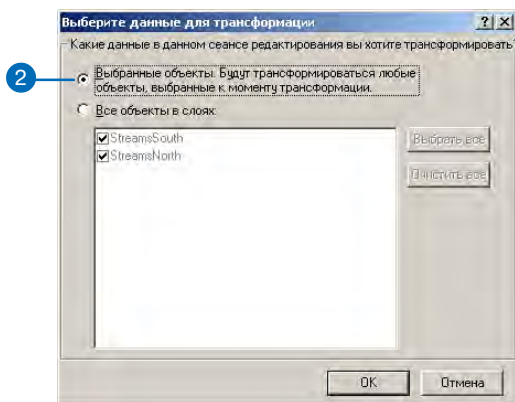 Выберите данные для трансформации
Какие данные в данном сеансе редактирования вы хотите трансформировать
2
Выбранные объекты. Будут трансформироваться любые
объекты, выбранные к моменту трансформации.
Все объекты в слоях:
StreamsSouth
StreamsNorth
Выбрать все
Очистить все
OK
Отмена